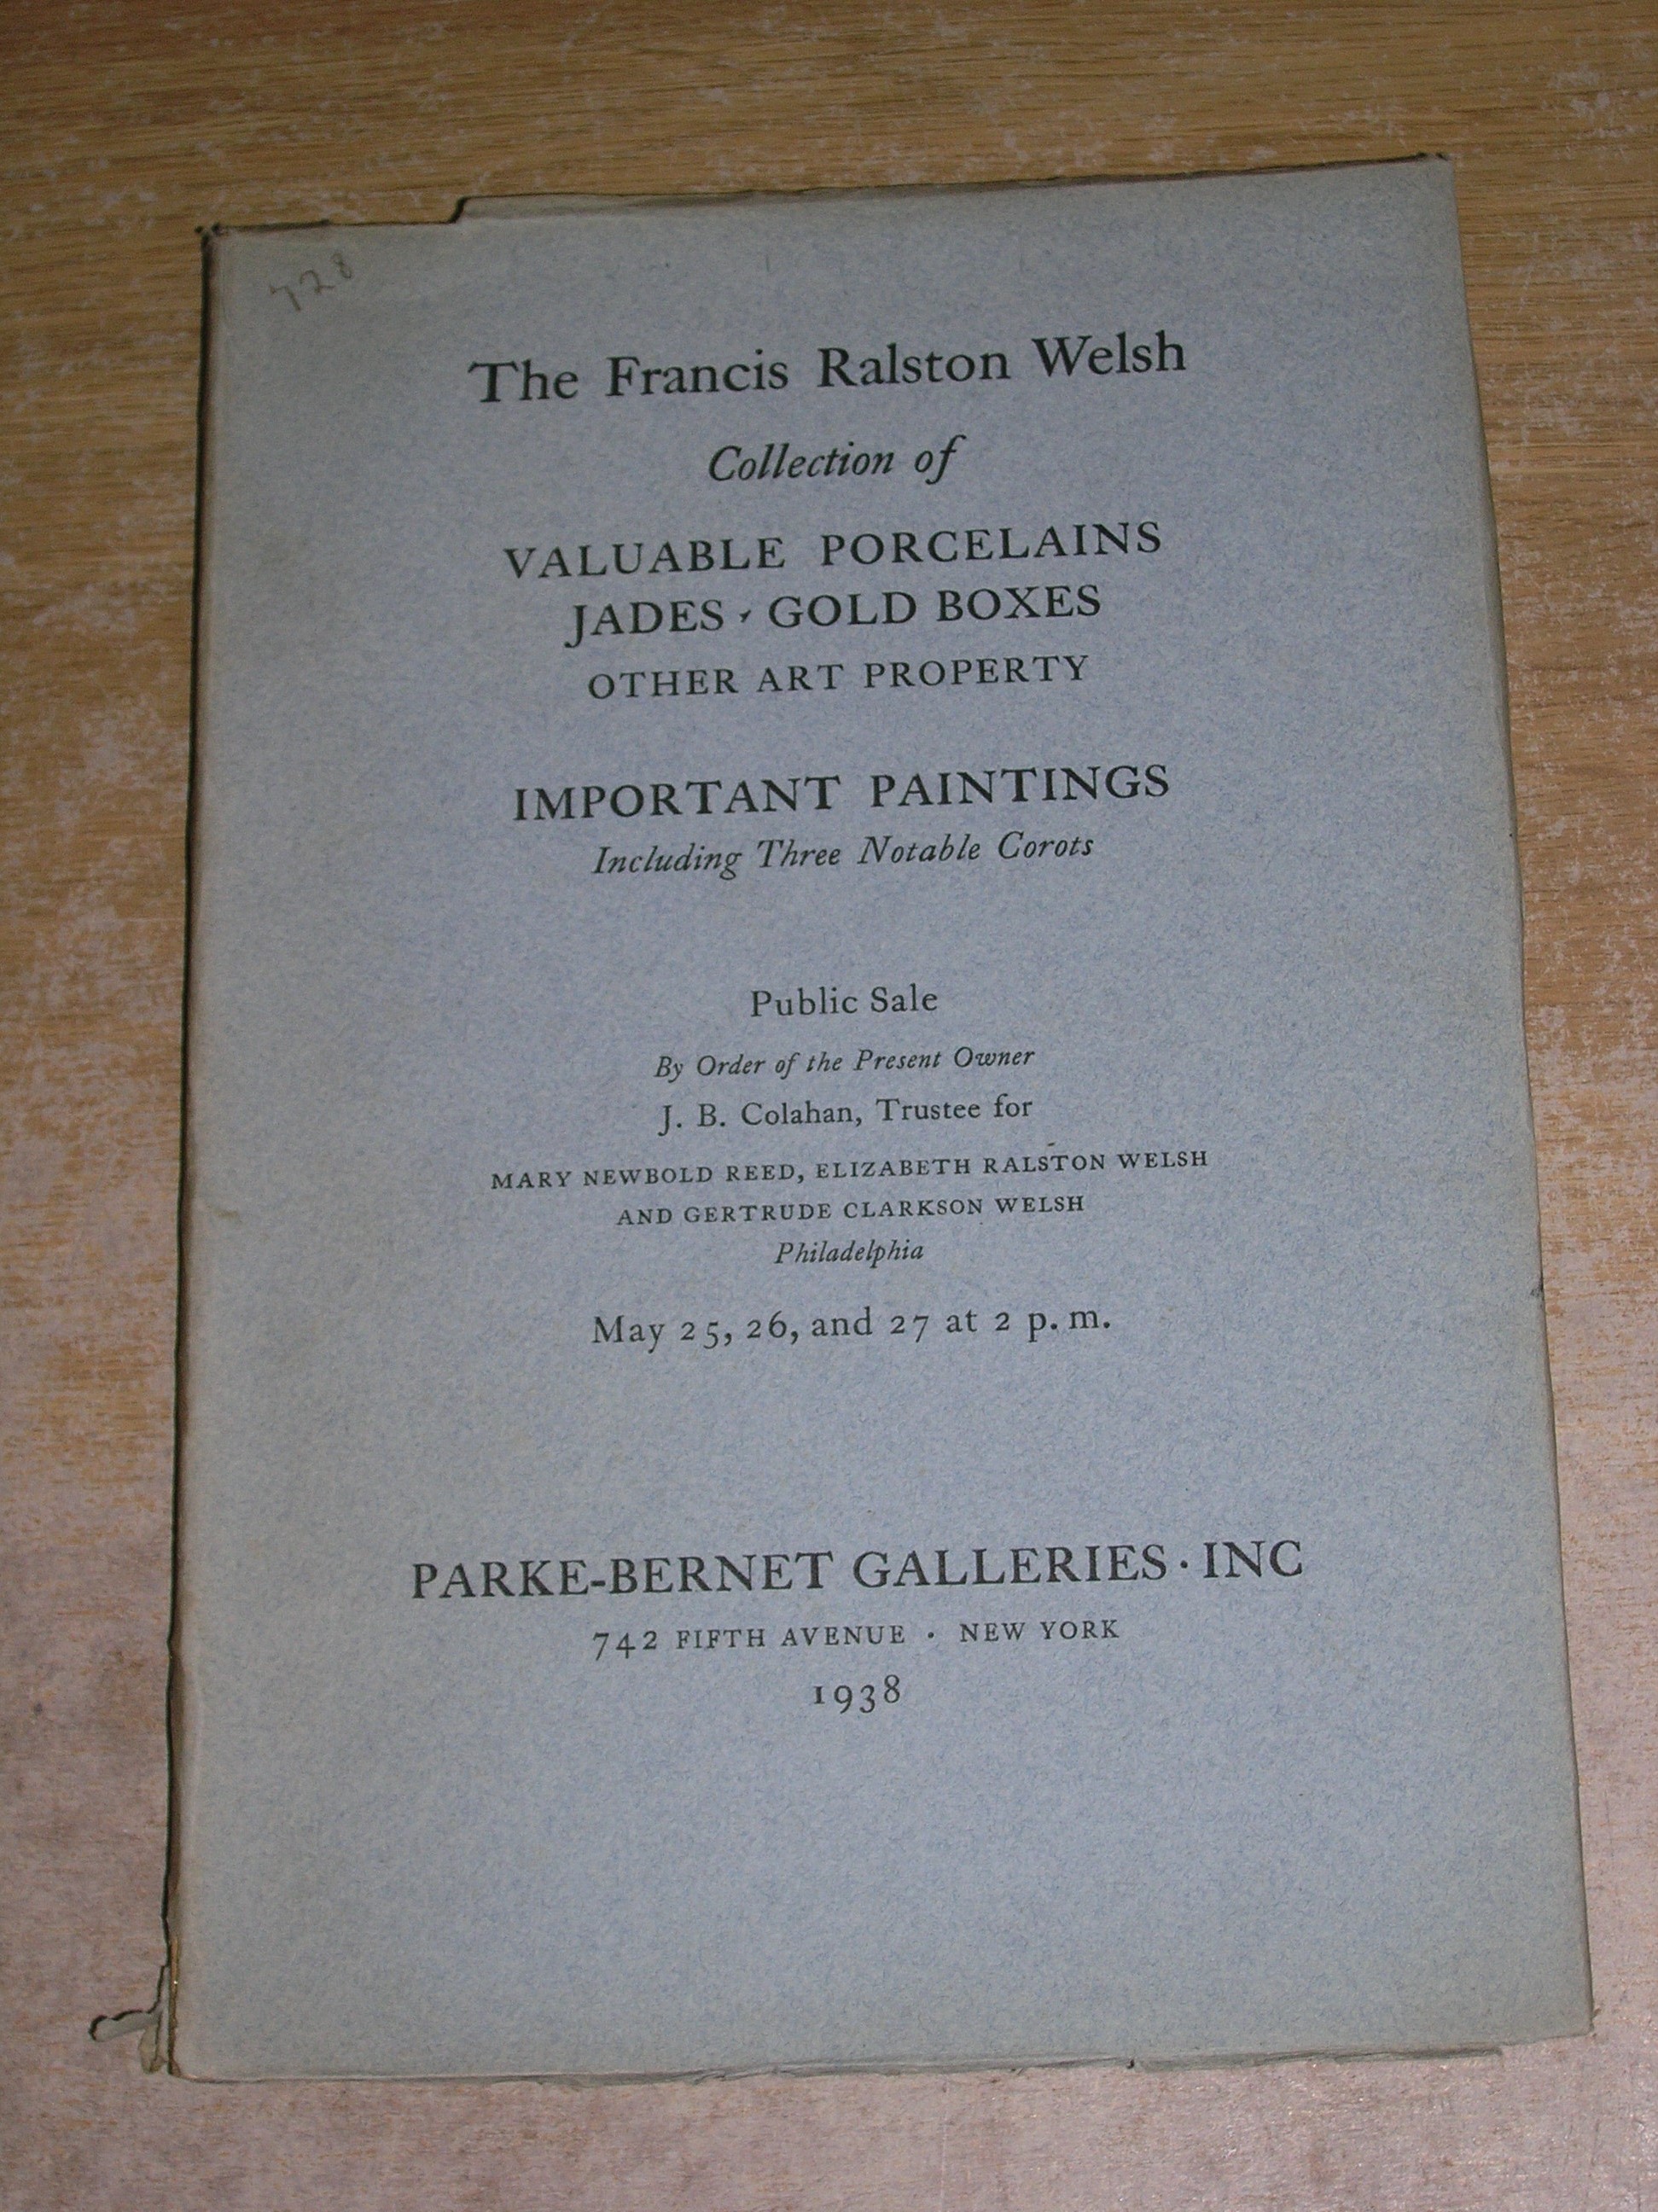 728
The Francis Ralston Welsh
Collection of
VALUABLE PORCELAINS
JADES · GOLD BOXES
OTHER ART PROPERTY
IMPORTANT PAINTINGS
Including Three Notable Corots
Public Sale
By Order of the Present Owner
J. B. Colahan, Trustee for
MARY NEWBOLD REED, ELIZABETH RALSTON WELSH
AND GERTRUDE CLARKSON WELSH
Philadelphia
May 25, 26, and 27 at 2 p. m.
PARKE-BERNET GALLERIES · INC
742 FIFTH AVENUE · NEW YORK
1938